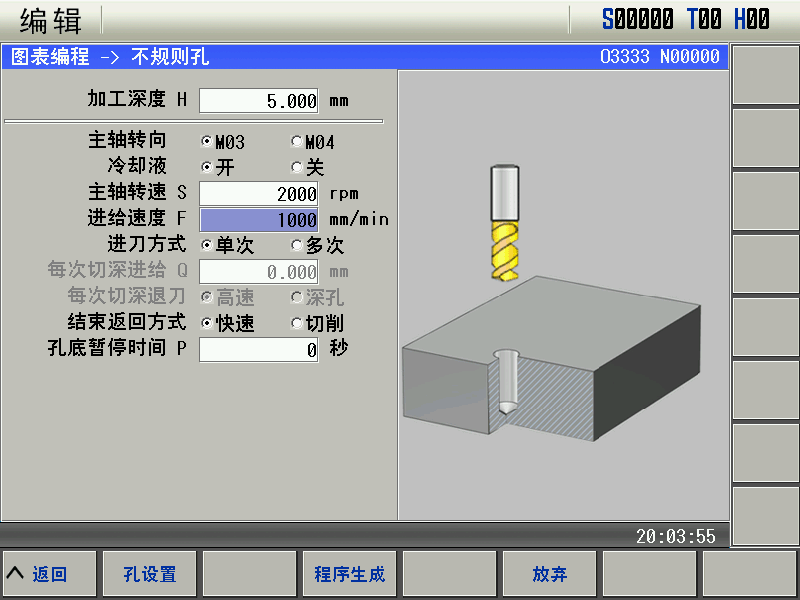 编辑 S00000 T00 H00
图表编程 -> 不规则孔 O3333 N00000
加工深度 H 5.000 mm
主轴转向 M03 M04
冷却液 开 关
主轴转速 S 2000 rpm
进给速度 F 1000 mm/min
进刀方式 单次 多次
每次切深进给 Q 0.000 mm
每次切深退刀 高速 深孔
结束返回方式 快速 切削
孔底暂停时间 P 0 秒
20:03:55
返回 孔设置 程序生成 放弃